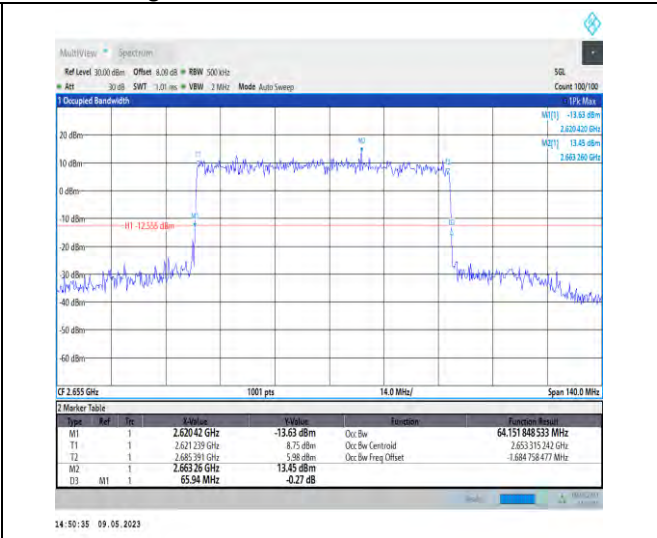 MultiView Spectrum
Ref Level 30.00 dBm Offset 8.00 dB RBW 500 kHz SGL
Att 30 dB SWT 1.01 ms VBW 2 MHz Mode Auto Sweep Count 100/100
1 Occupied Bandwidth 1Pk Max
M1[1] -13.63 dBm
2.620 420 GHz
M2[1] 13.45 dBm
2.663 260 GHz
20 dBm
M2
T1
10 dBm
T2
0 dBm
-10 dBm
M1
D3
H1 -12.555 dBm
-20 dBm
-30 dBm
-40 dBm
-50 dBm
-60 dBm
CF 2.655 GHz 1001 pts 14.0 MHz/ Span 140.0 MHz
2 Marker Table
Type Ref Trc X-Value Y-Value Function Function Result
M1 1 2.62042 GHz -13.63 dBm Occ Bw 64.151 848 533 MHz
T1 1 2.621 239 GHz 8.75 dBm Occ Bw Centroid 2.653 315 242 GHz
T2 1 2.685 391 GHz 5.98 dBm Occ Bw Freq Offset -1.684 758 477 MHz
M2 1 2.663 26 GHz 13.45 dBm
D3 M1 1 65.94 MHz -0.27 dB
14:50:35 09.05.2023